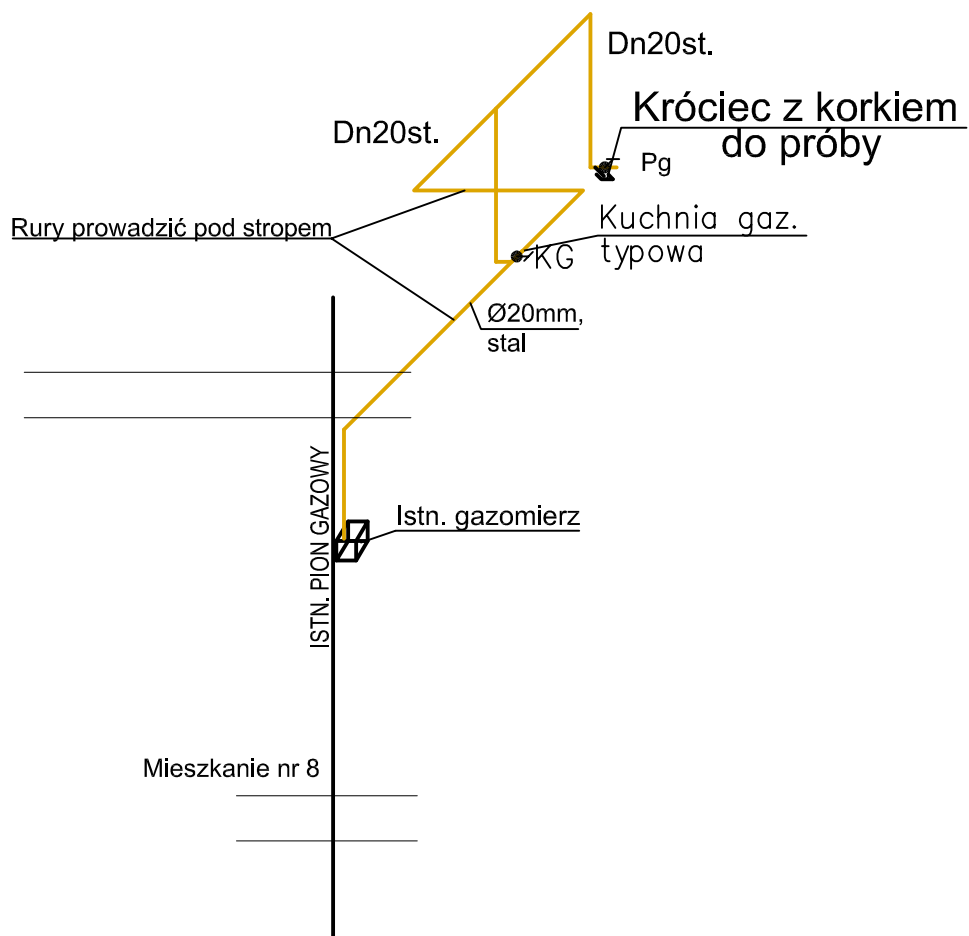 Dn20st.
Króciec z korkiem
do próby
Dn20st.
Pg
Rury prowadzić pod stropem
Kuchnia gaz.
typowa
KG
Ø20mm,
stal
ISTN. PION GAZOWY
Istn. gazomierz
Mieszkanie nr 8